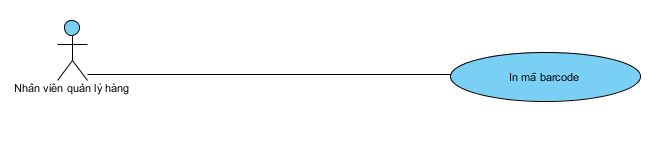 Nhân viên quản lý hàng
In mã barcode